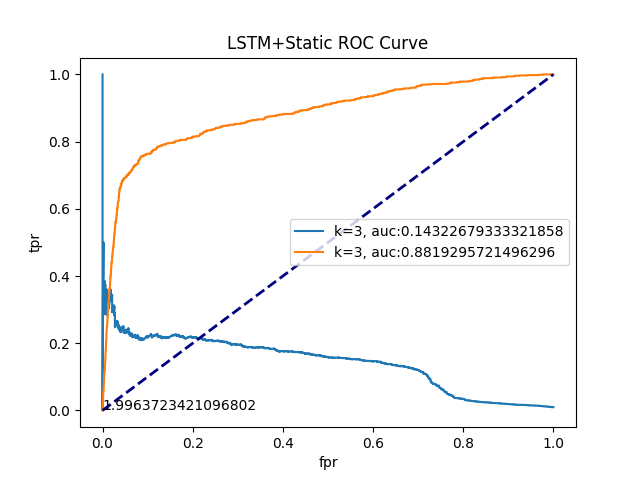 LSTM+Static ROC Curve
tpr
1.0
0.8
0.6
0.4
0.2
0.0
k=3, auc:0.14322679333321858
k=3, auc:0.8819295721496296
1.9963723421096802
0.0
0.2
0.4
0.6
0.8
1.0
fpr